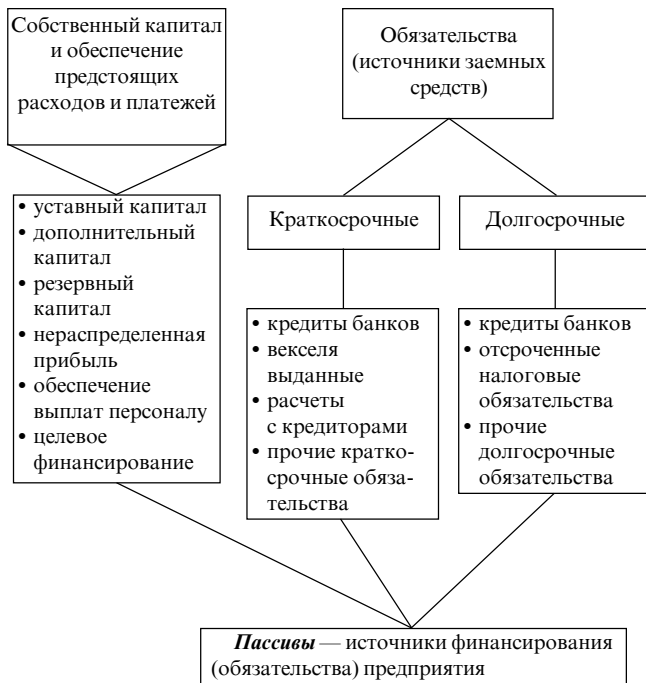 Собственный капитал
и обеспечение
предстоящих
расходов и платежей
Обязательства
(источники заемных
средств)
• уставный капитал
• дополнительный
капитал
• резервный
капитал
• нераспределенная
прибыль
• обеспечение
выплат персоналу
• целевое
финансирование
Краткосрочные
Долгосрочные
• кредиты банков
• векселя
выданные
• расчеты
с кредиторами
• прочие кратко-
срочные обяза-
тельства
• кредиты банков
• отсроченные
налоговые
обязательства
• прочие
долгосрочные
обязательства
Пассивы — источники финансирования
(обязательства) предприятия